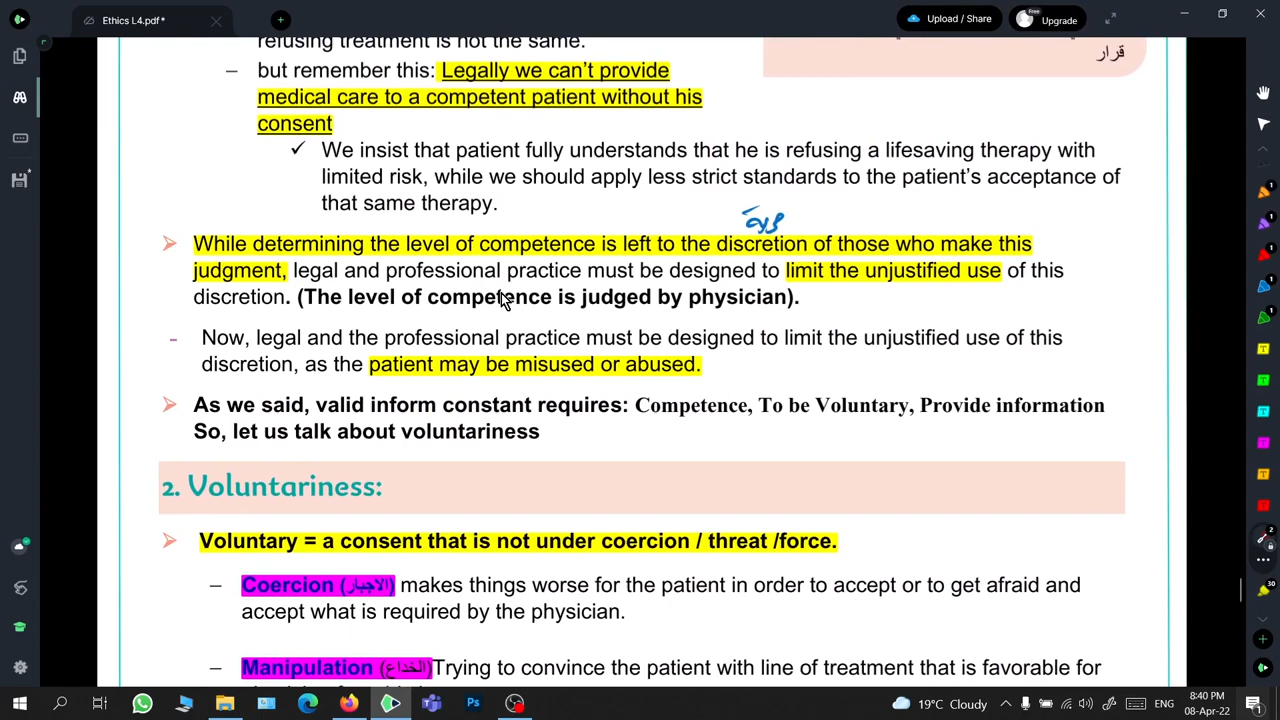 Ethics L4.pdf*
Upload / Share
Free
Upgrade
refusing treatment is not the same.
قرار
– but remember this: Legally we can't provide
medical care to a competent patient without his
consent
✓ We insist that patient fully understands that he is refusing a lifesaving therapy with
limited risk, while we should apply less strict standards to the patient's acceptance of
that same therapy.
While determining the level of competence is left to the discretion of those who make this
judgment, legal and professional practice must be designed to limit the unjustified use of this
discretion. (The level of competence is judged by physician).
- Now, legal and the professional practice must be designed to limit the unjustified use of this
discretion, as the patient may be misused or abused.
As we said, valid inform constant requires: Competence, To be Voluntary, Provide information
So, let us talk about voluntariness
2. Voluntariness:
Voluntary = a consent that is not under coercion / threat /force.
– Coercion (الاجبار) makes things worse for the patient in order to accept or to get afraid and
accept what is required by the physician.
– Manipulation (الخداع)Trying to convince the patient with line of treatment that is favorable for
19°C Cloudy
8:40 PM
08-Apr-22